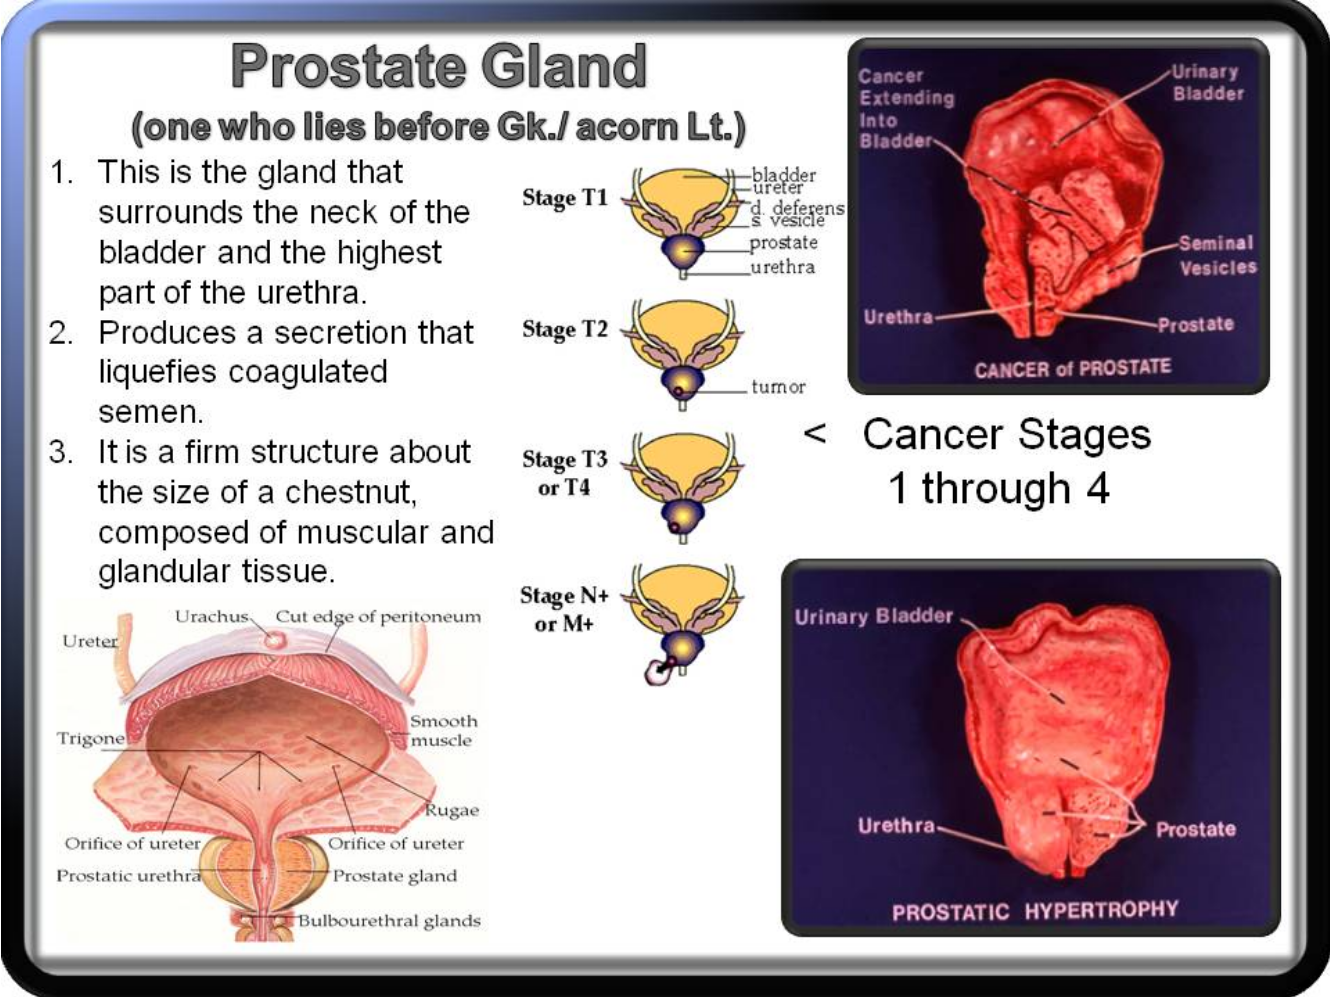 Prostate Gland
(one who lies before Gk./ acorn Lt.)
1. This is the gland that
surrounds the neck of the
bladder and the highest
part of the urethra.
2. Produces a secretion that
liquefies coagulated
semen.
3. It is a firm structure about
the size of a chestnut,
composed of muscular and
glandular tissue.
Stage T1
bladder
ureter
d. deferens
s. vesicle
prostate
urethra
Stage T2
tumor
Stage T3
or T4
Stage N+
or M+
Cancer
Extending
Into
Bladder
Urinary
Bladder
Seminal
Vesicles
Urethra
Prostate
CANCER of PROSTATE
< Cancer Stages
1 through 4
Urachus
Cut edge of peritoneum
Ureter
Trigone
Smooth
muscle
Rugae
Orifice of ureter
Orifice of ureter
Prostatic urethra
Prostate gland
Bulbourethral glands
Urinary Bladder
Urethra
Prostate
PROSTATIC HYPERTROPHY